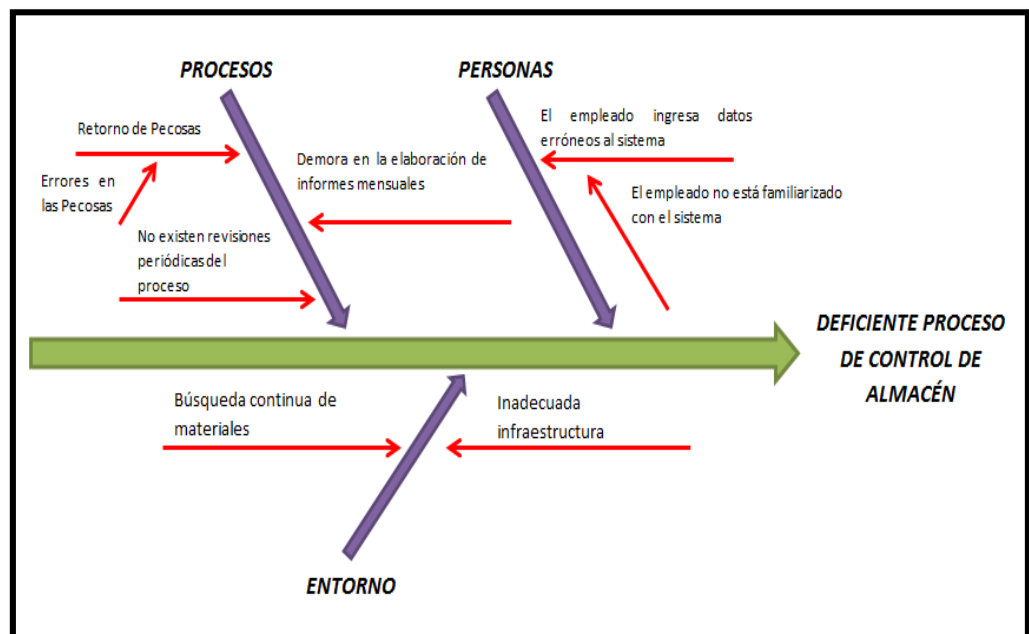 PROCESOS
PERSONAS
Retorno de Pecosas
Errores en
las Pecosas
Demora en la elaboración de
informes mensuales
No existen revisiones
periódicas del
proceso
El empleado ingresa datos
erróneos al sistema
El empleado no está familiarizado
con el sistema
DEFICIENTE PROCESO
DE CONTROL DE
ALMACÉN
Búsqueda continua de
materiales
Inadecuada
infraestructura
ENTORNO